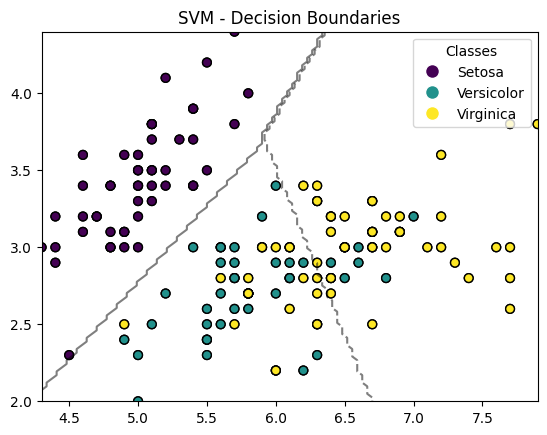 SVM - Decision Boundaries
Classes
Setosa
Versicolor
Virginica
4.0
3.5
3.0
2.5
2.0
4.5 5.0 5.5 6.0 6.5 7.0 7.5